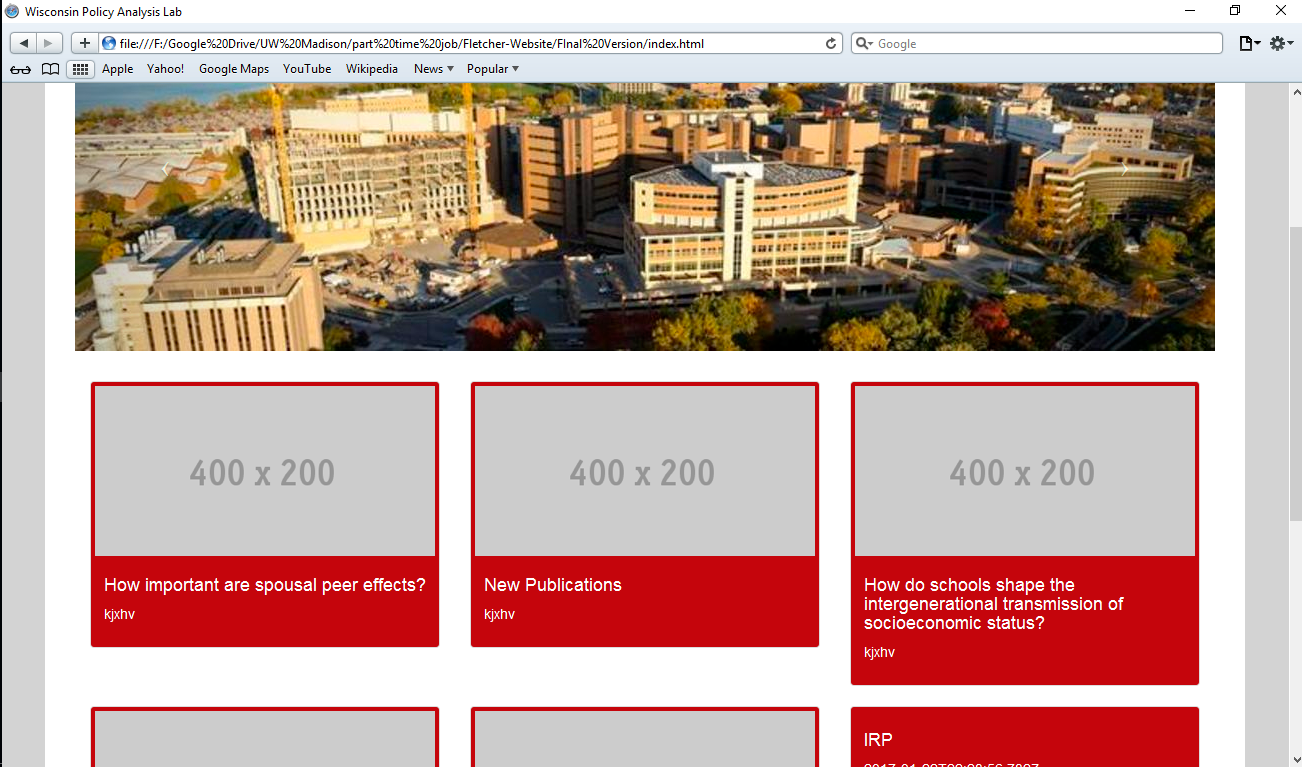 Wisconsin Policy Analysis Lab
file:///F:/Google%20Drive/UW%20Madison/part%20time%20job/Fletcher-Website/FInal%20Version/index.html
Google
Apple Yahoo! Google Maps YouTube Wikipedia News Popular
400 x 200
400 x 200
400 x 200
How important are spousal peer effects?
kjxhv
New Publications
kjxhv
How do schools shape the
intergenerational transmission of
socioeconomic status?
kjxhv
IRP